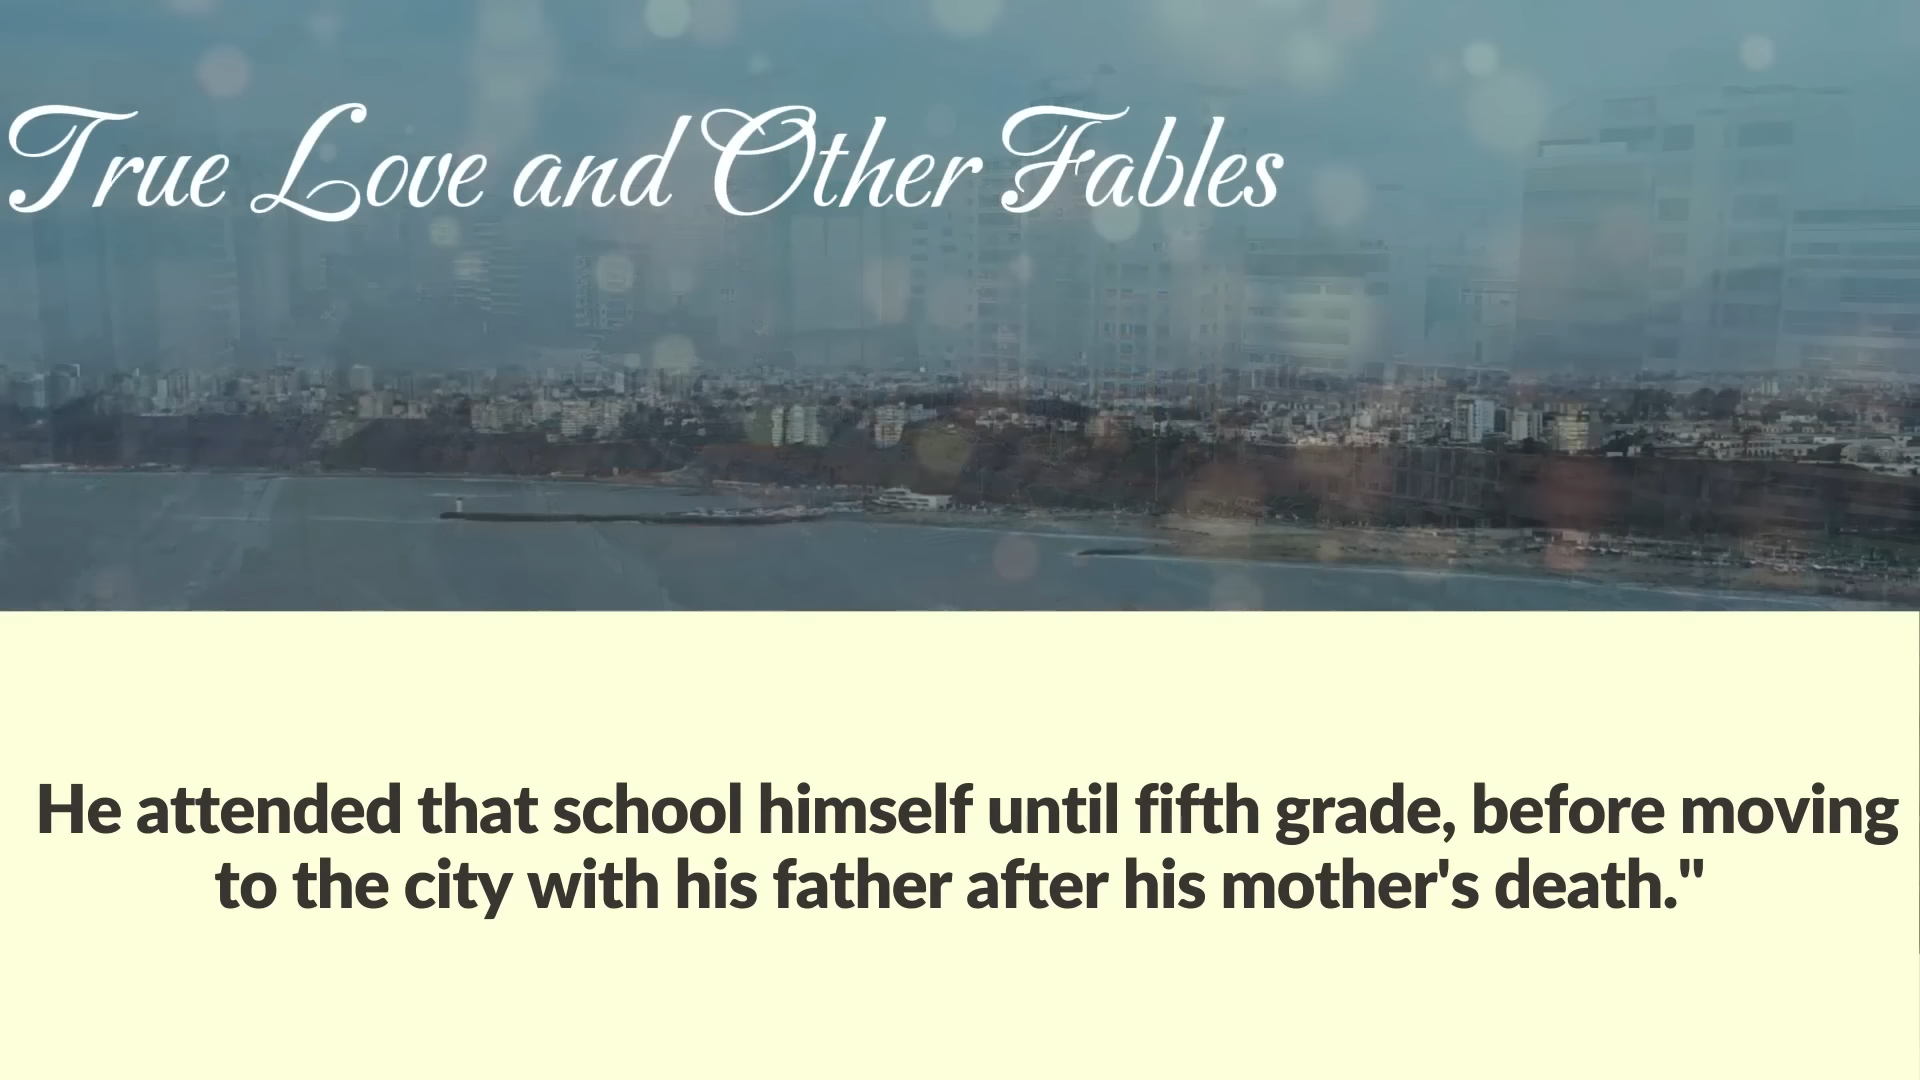 True Love and Other Fables
He attended that school himself until fifth grade, before moving
to the city with his father after his mother's death."